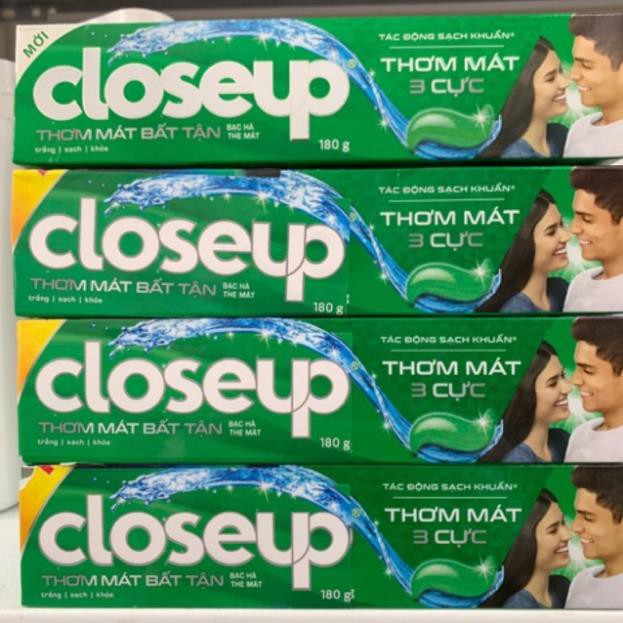 MỚI
closeup
THƠM MÁT BẤT TẬN BẠC HÀ THE MÁT
trắng | sạch | khỏe
180 g
TÁC ĐỘNG SẠCH KHUẨN*
THƠM MÁT
3 CỰC
closeup
THƠM MÁT BẤT TẬN BẠC HÀ THE MÁT
trắng | sạch | khỏe
180 g
TÁC ĐỘNG SẠCH KHUẨN*
THƠM MÁT
3 CỰC
closeup
THƠM MÁT BẤT TẬN BẠC HÀ THE MÁT
trắng | sạch | khỏe
180 g
TÁC ĐỘNG SẠCH KHUẨN*
THƠM MÁT
3 CỰC
closeup
THƠM MÁT BẤT TẬN BẠC HÀ THE MÁT
trắng | sạch | khỏe
180 g
TÁC ĐỘNG SẠCH KHUẨN*
THƠM MÁT
3 CỰC